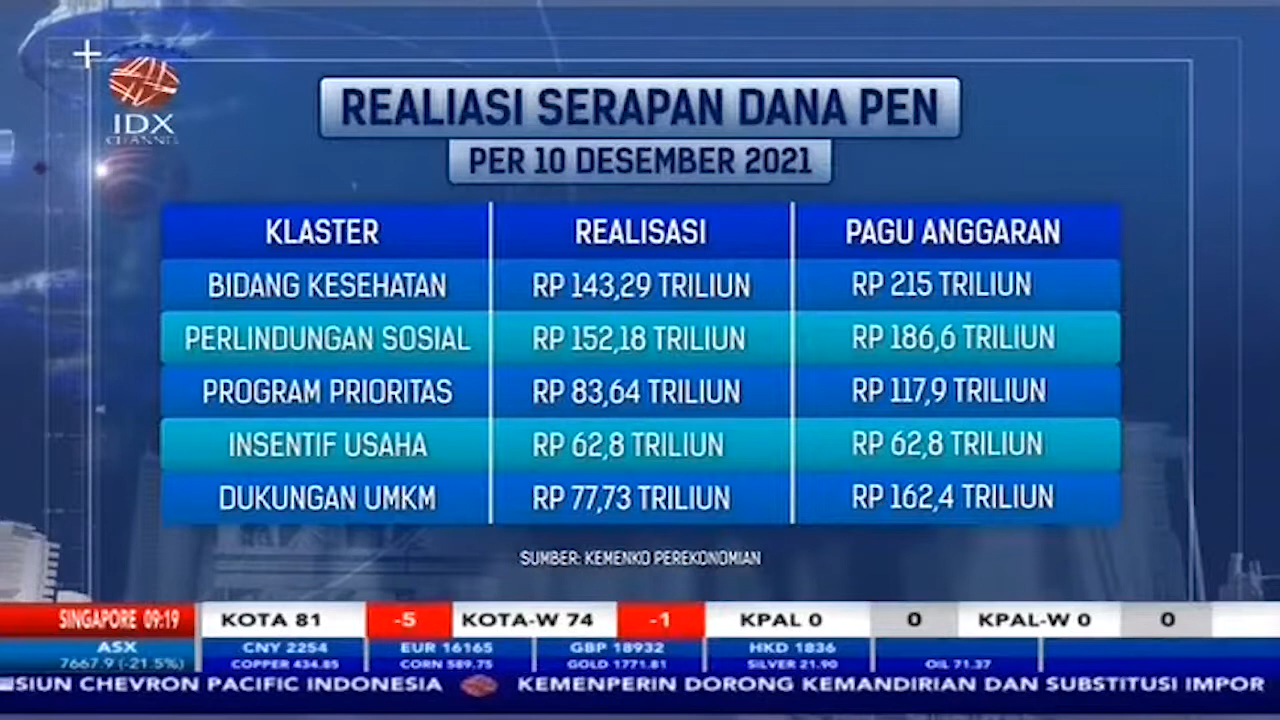 IDX
CHANNEL
REALIASI SERAPAN DANA PEN
PER 10 DESEMBER 2021
KLASTER REALISASI PAGU ANGGARAN
BIDANG KESEHATAN RP 143,29 TRILIUN RP 215 TRILIUN
PERLINDUNGAN SOSIAL RP 152,18 TRILIUN RP 186,6 TRILIUN
PROGRAM PRIORITAS RP 83,64 TRILIUN RP 117,9 TRILIUN
INSENTIF USAHA RP 62,8 TRILIUN RP 62,8 TRILIUN
DUKUNGAN UMKM RP 77,73 TRILIUN RP 162,4 TRILIUN
SUMBER: KEMENKO PEREKONOMIAN
SINGAPORE 09:19 KOTA 81 -5 KOTA-W 74 -1 KPAL 0 0 KPAL-W 0 0
ASX CNY 2254 EUR 16165 GBP 18932 HKD 1836
7667.9 (-21.5%) COPPER 434.85 CORN 589.75 GOLD 1771.81 SILVER 21.90 OIL 71.37
SIUN CHEVRON PACIFIC INDONESIA KEMENPERIN DORONG KEMANDIRIAN DAN SUBSTITUSI IMPOR